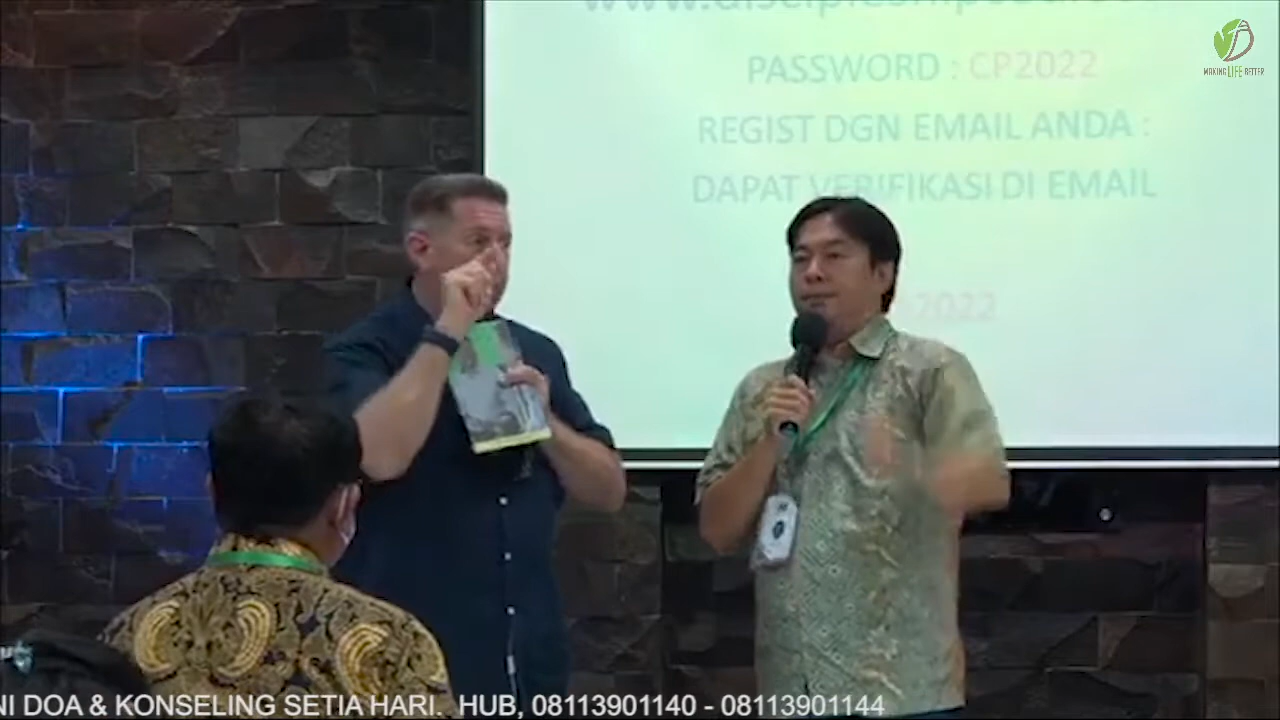 MAKING LIFE BETTER
PASSWORD : CP2022
REGIST DGN EMAIL ANDA :
DAPAT VERIFIKASI DI EMAIL
2022
NI DOA & KONSELING SETIA HARI. HUB, 08113901140 - 08113901144